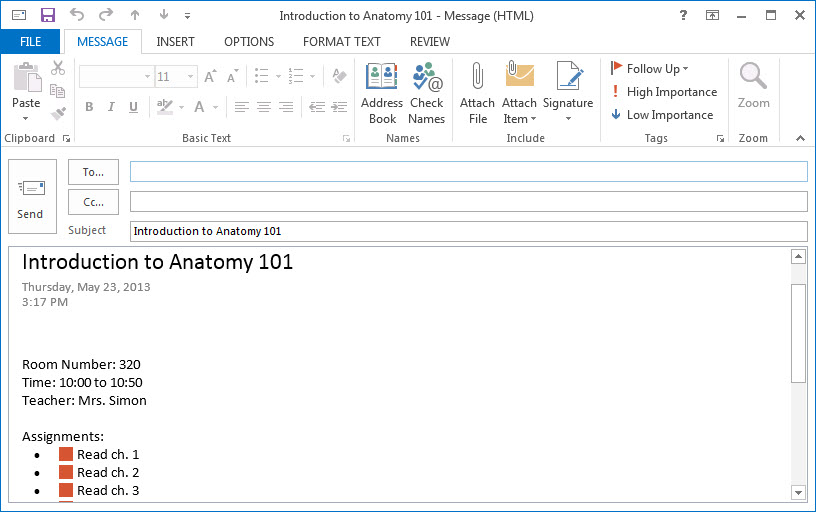 Introduction to Anatomy 101 - Message (HTML)
FILE MESSAGE INSERT OPTIONS FORMAT TEXT REVIEW
Paste
Clipboard
11
A A
B I U ab A
Basic Text
Address Book
Check Names
Names
Attach File
Attach Item
Signature
Include
Follow Up
High Importance
Low Importance
Tags
Zoom
Zoom
Send
To...
Cc...
Subject Introduction to Anatomy 101
Introduction to Anatomy 101
Thursday, May 23, 2013
3:17 PM
Room Number: 320
Time: 10:00 to 10:50
Teacher: Mrs. Simon
Assignments:
• Read ch. 1
• Read ch. 2
• Read ch. 3